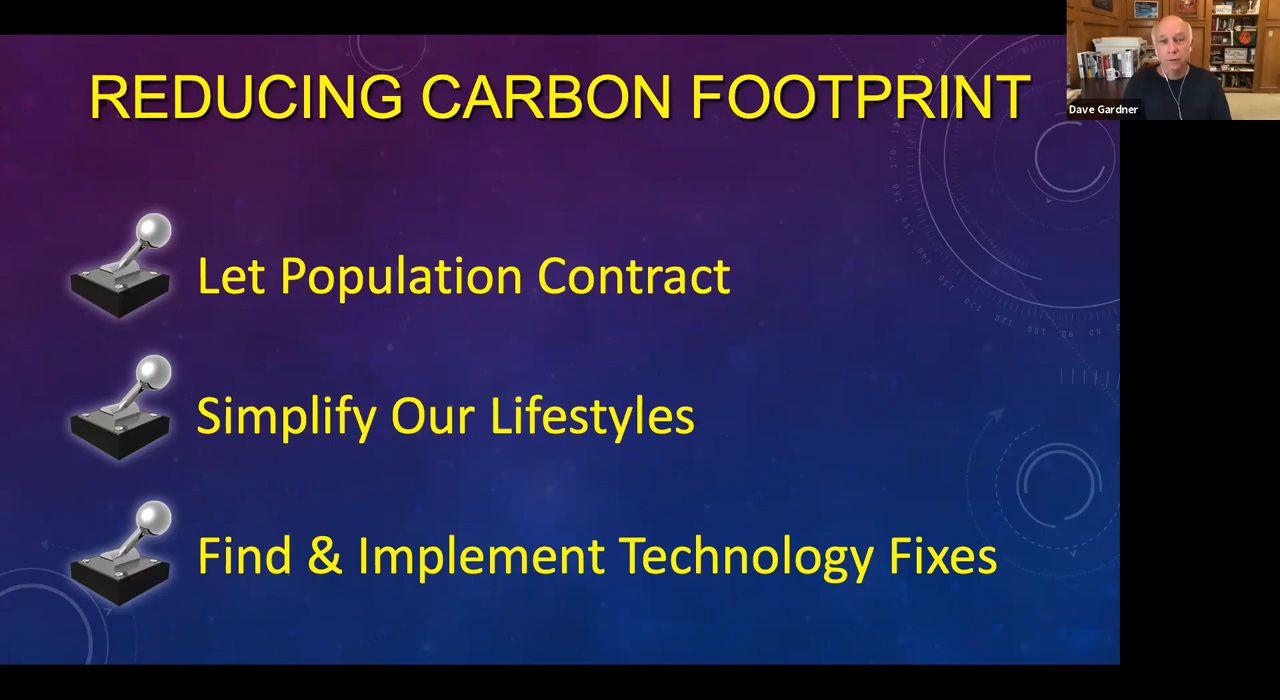 REDUCING CARBON FOOTPRINT
Dave Gardner
Let Population Contract
Simplify Our Lifestyles
Find & Implement Technology Fixes